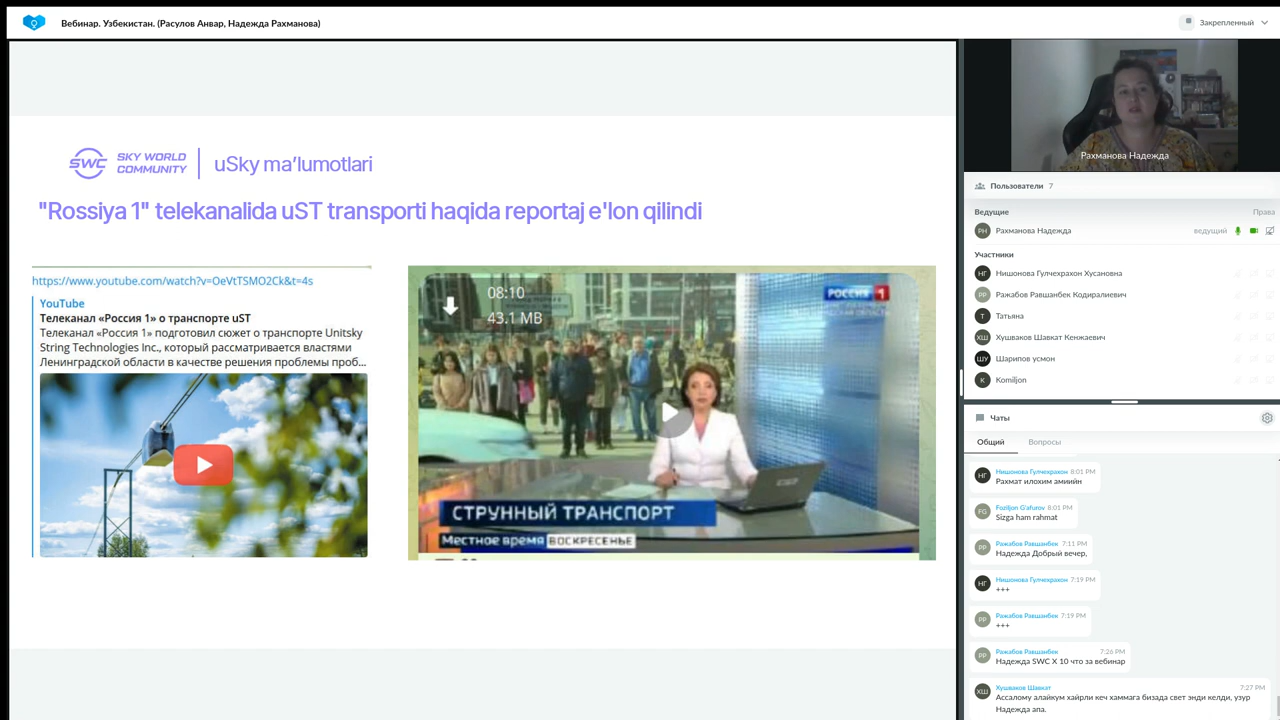 Вебинар. Узбекистан. (Расулов Анвар, Надежда Рахманова)
Закрепленный
SWC
SKY WORLD
COMMUNITY
uSky ma'lumotlari
"Rossiya 1" telekanalida uST transporti haqida reportaj e'lon qilindi
https://www.youtube.com/watch?v=OeVtTSMO2Ck&t=4s
YouTube
Телеканал «Россия 1» о транспорте uST
Телеканал «Россия 1» подготовил сюжет о транспорте Unitsky
String Technologies Inc., который рассматривается властями
Ленинградской области в качестве решения проблемы проб...
08:10
43.1 MB
РОССИЯ 1
СТРУННЫЙ ТРАНСПОРТ
Местное время ВОСКРЕСЕНЬЕ
Рахманова Надежда
Пользователи 7
Ведущие
Права
РН Рахманова Надежда ведущий
Участники
НГ Нишонова Гулчехрахон Хусановна
РР Ражабов Равшанбек Кодиралиевич
Т Татьяна
ХШ Хушваков Шавкат Кенжаевич
ШУ Шарипов усмон
K Komiljon
Чаты
Общий Вопросы
НГ Нишонова Гулчехрахон 8:01 PM
Рахмат илохим амиийн
FG Foziljon G'afurov 8:01 PM
Sizga ham rahmat
РР Ражабов Равшанбек 7:11 PM
Надежда Добрый вечер,
НГ Нишонова Гулчехрахон 7:19 PM
+++
РР Ражабов Равшанбек 7:19 PM
+++
РР Ражабов Равшанбек 7:26 PM
Надежда SWC X 10 что за вебинар
ХШ Хушваков Шавкат 7:27 PM
Ассалому алайкум хайрли кеч хаммага бизада свет энди келди, узур
Надежда апа.